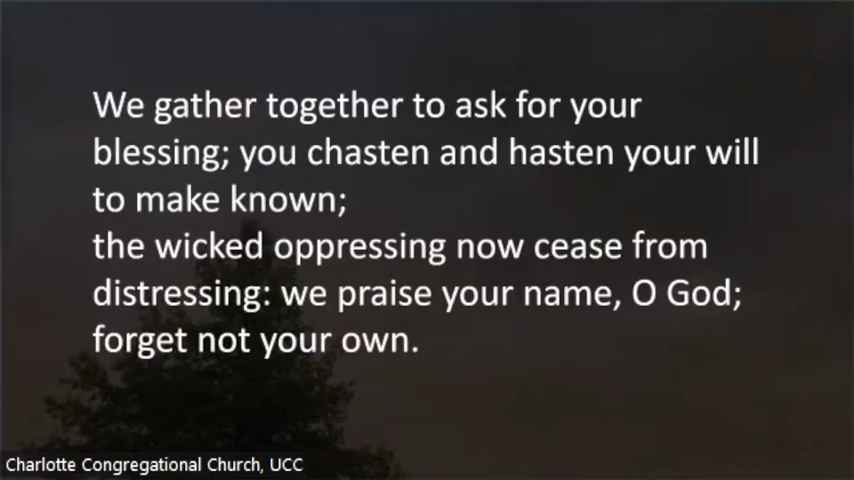 We gather together to ask for your
blessing; you chasten and hasten your will
to make known;
the wicked oppressing now cease from
distressing: we praise your name, O God;
forget not your own.
Charlotte Congregational Church, UCC